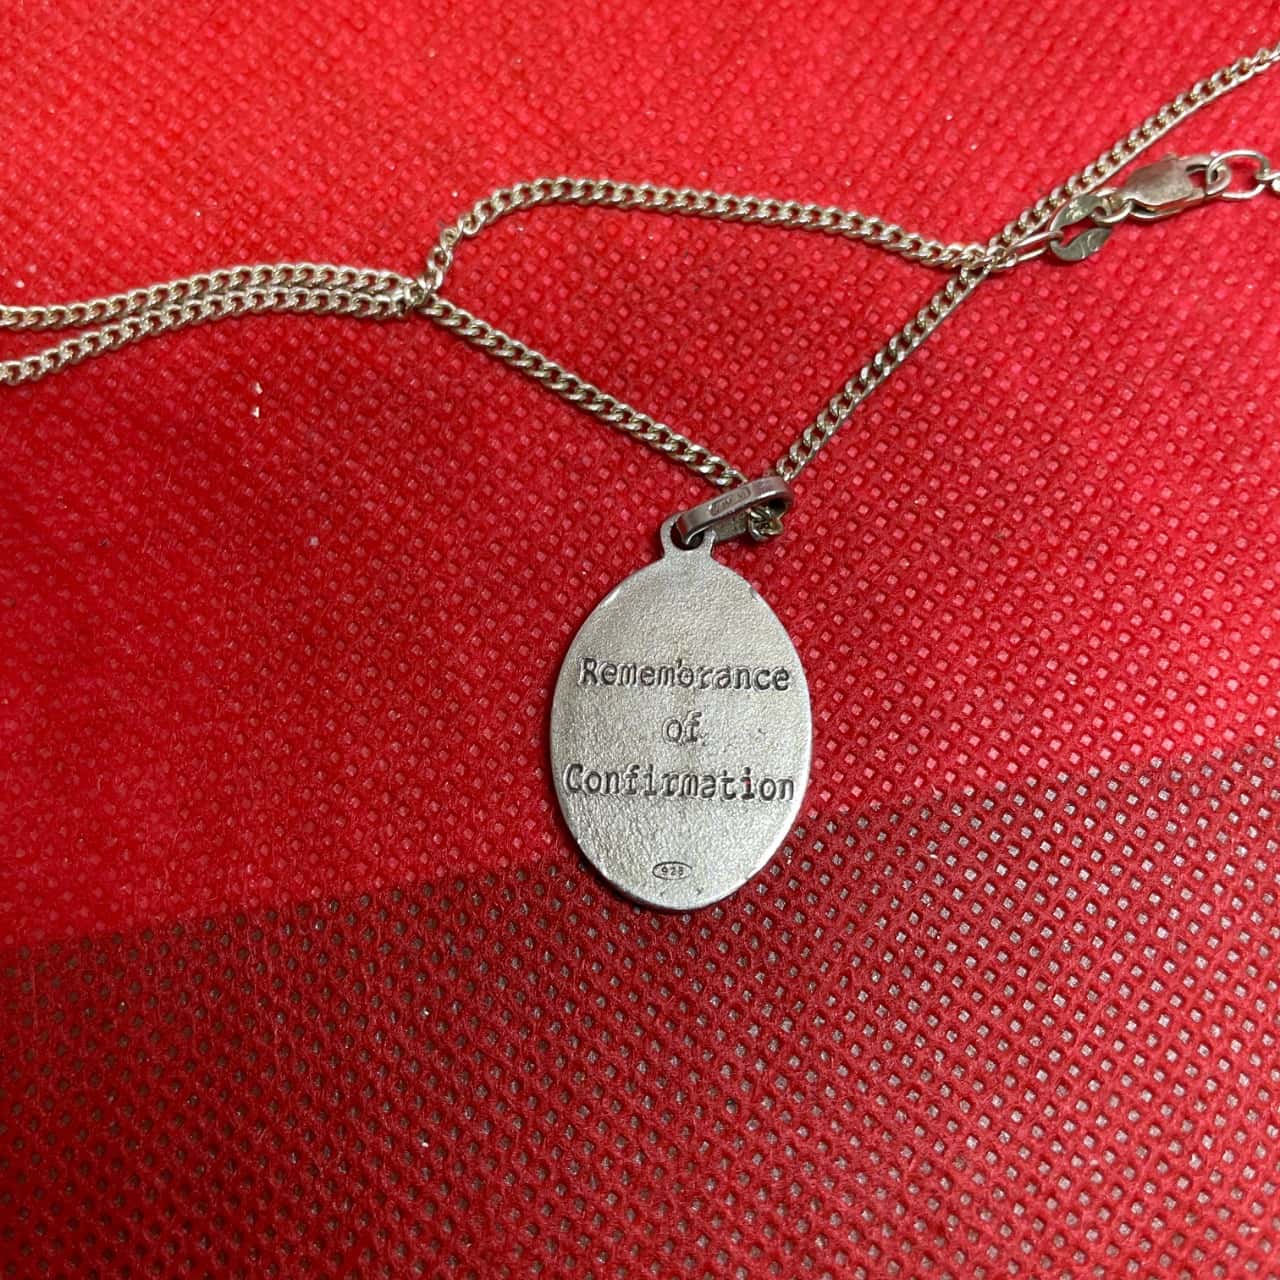 Remembrance
of
Confirmation
925